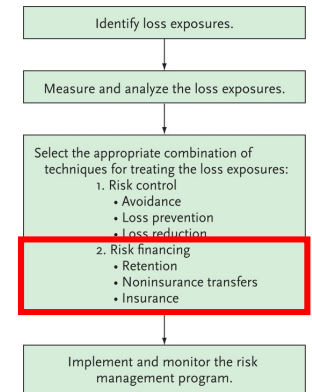 Identify loss exposures.
Measure and analyze the loss exposures.
Select the appropriate combination of
techniques for treating the loss exposures:
1. Risk control
• Avoidance
• Loss prevention
• Loss reduction
2. Risk financing
• Retention
• Noninsurance transfers
• Insurance
Implement and monitor the risk
management program.